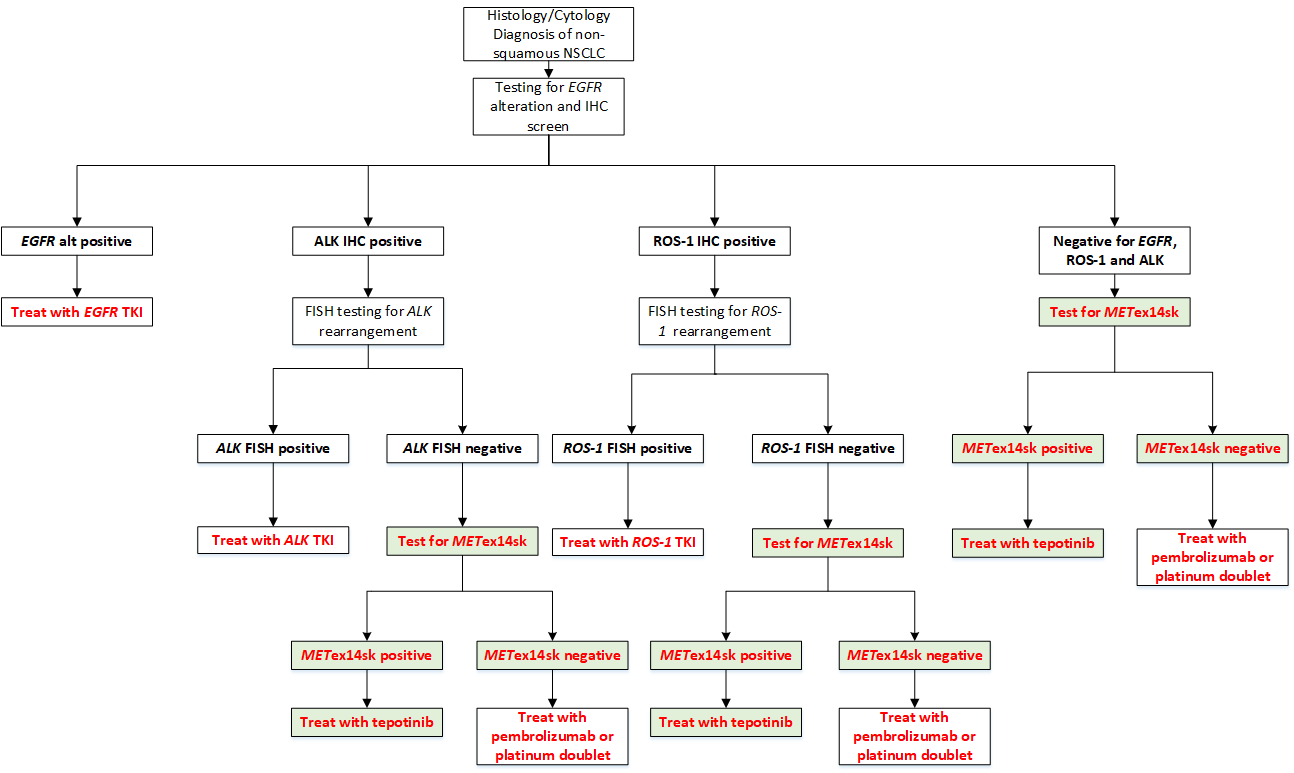 Histology/Cytology
Diagnosis of non-
squamous NSCLC
Testing for EGFR
alteration and IHC
screen
EGFR alt positive
ALK IHC positive
ROS-1 IHC positive
Negative for EGFR,
ROS-1 and ALK
Treat with EGFR TKI
FISH testing for ALK
rearrangement
FISH testing for ROS-
1 rearrangement
Test for METex14sk
ALK FISH positive
ALK FISH negative
ROS-1 FISH positive
ROS-1 FISH negative
METex14sk positive
METex14sk negative
Treat with ALK TKI
Test for METex14sk
Treat with ROS-1 TKI
Test for METex14sk
Treat with tepotinib
Treat with
pembrolizumab or
platinum doublet
METex14sk positive
METex14sk negative
METex14sk positive
METex14sk negative
Treat with tepotinib
Treat with
pembrolizumab or
platinum doublet
Treat with tepotinib
Treat with
pembrolizumab or
platinum doublet